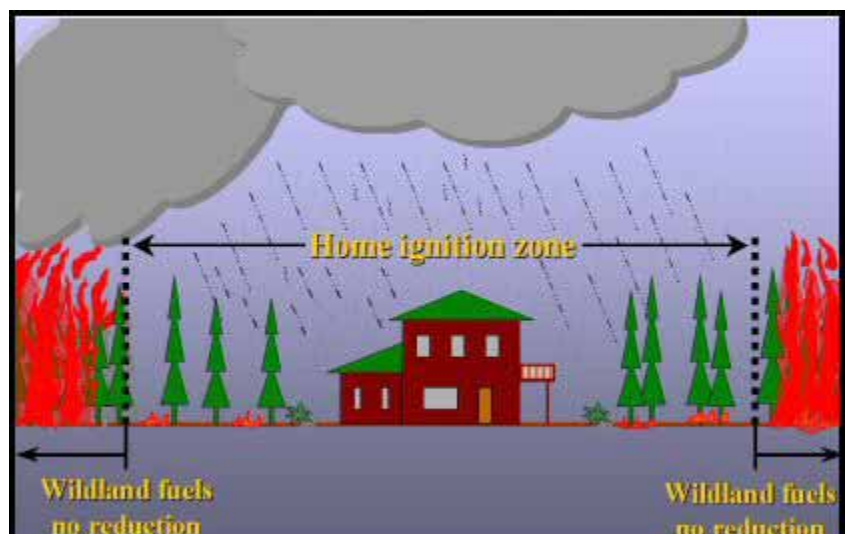 Home ignition zone
Wildland fuels
no reduction
Wildland fuels
no reduction